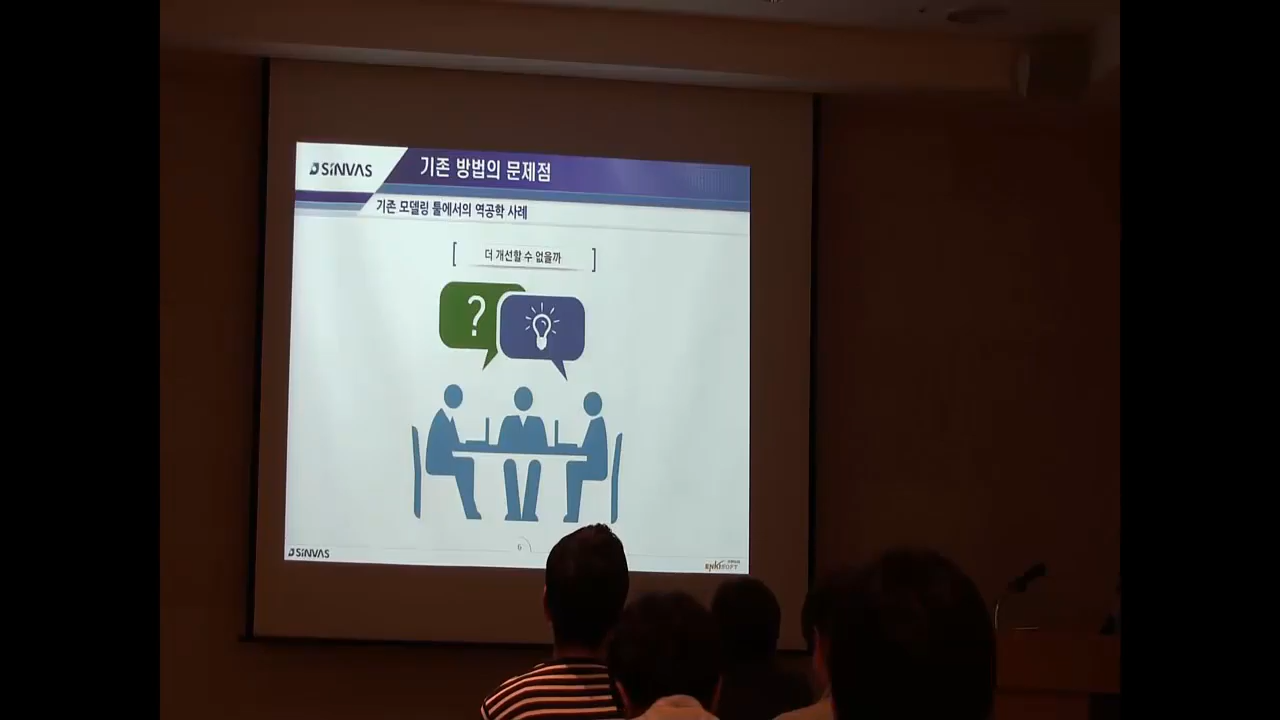 SINVAS
기존 방법의 문제점
기존 모델링 툴에서의 역공학 사례
[ 더 개선할 수 없을까 ]
?
6
SINVAS
ENKISOFT